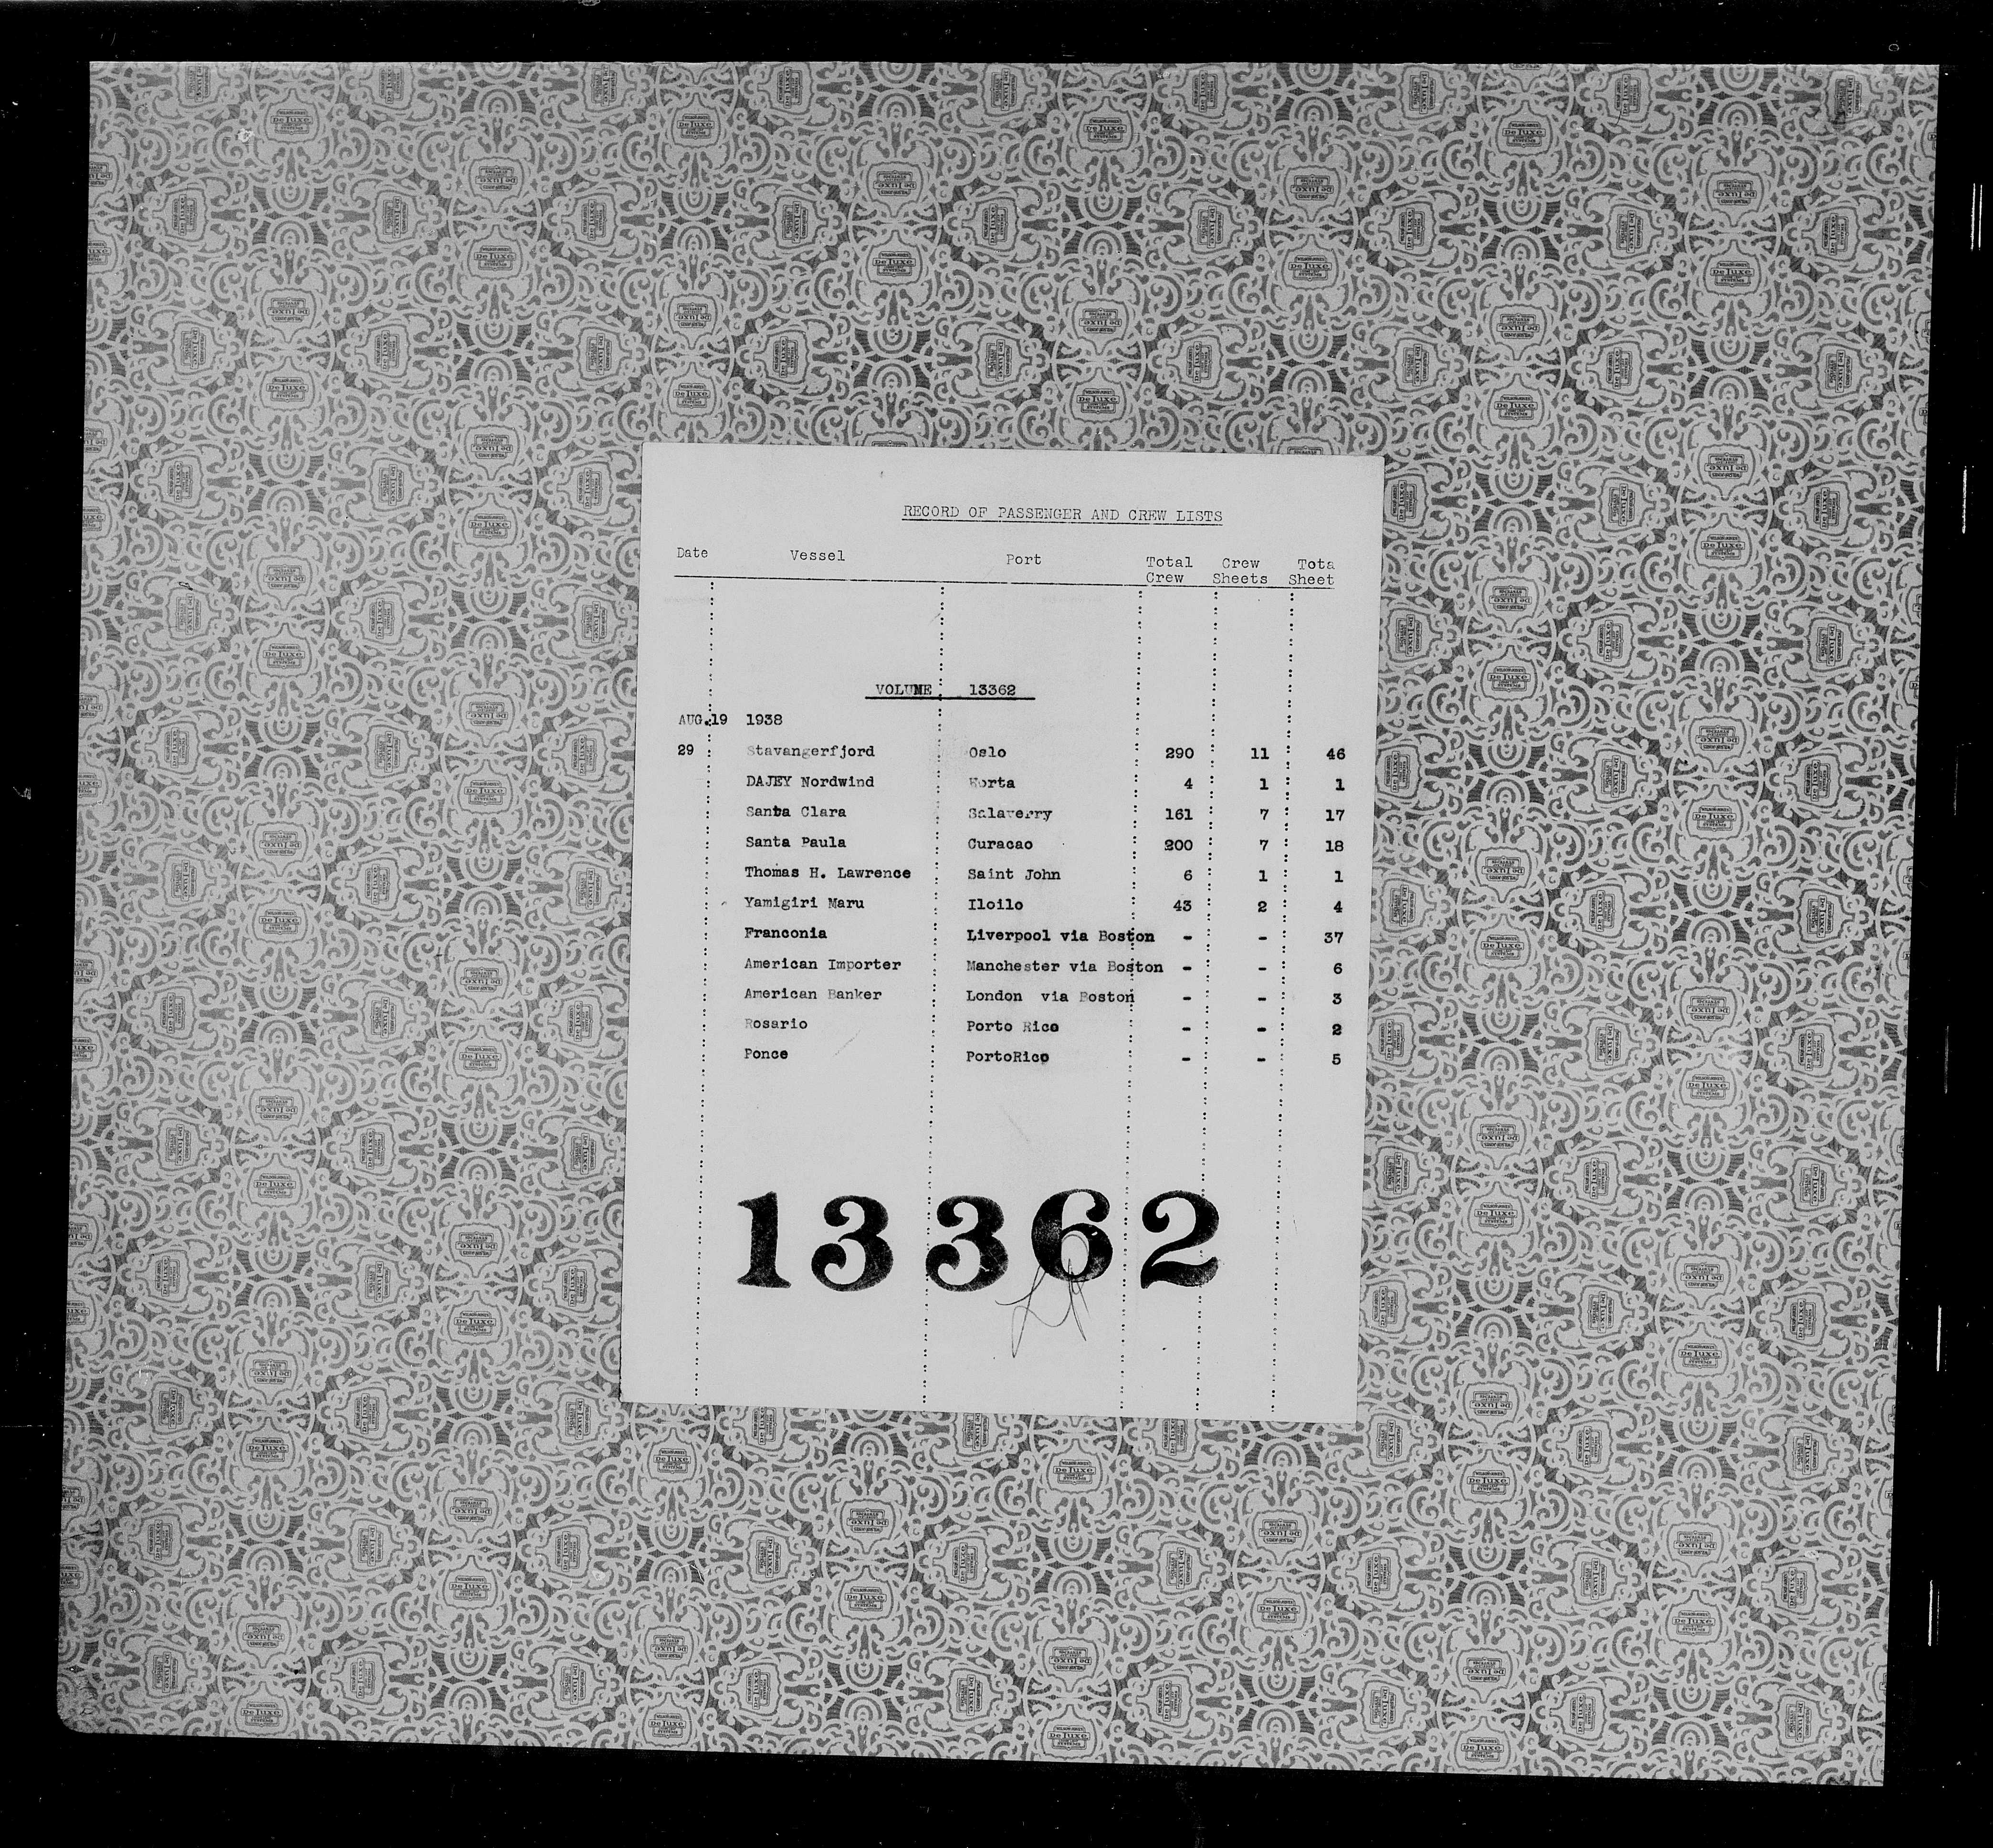 RECORD OF PASSENGER AND CREW LISTS
Date Vessel Port Total Crew Tota
Crew Sheets Sheet
VOLUME 13362
AUG.19 1938
29 Stavangerfjord Oslo 290 11 46
DAJEY Nordwind Horta 4 1 1
Santa Clara Salaverry 161 7 17
Santa Paula Curacao 200 7 18
Thomas H. Lawrence Saint John 6 1 1
Yamigiri Maru Iloilo 43 2 4
Franconia Liverpool via Boston - - 37
American Importer Manchester via Boston - - 6
American Banker London via Boston - - 3
Rosario Porto Rico - - 2
Ponce PortoRico - - 5
13362